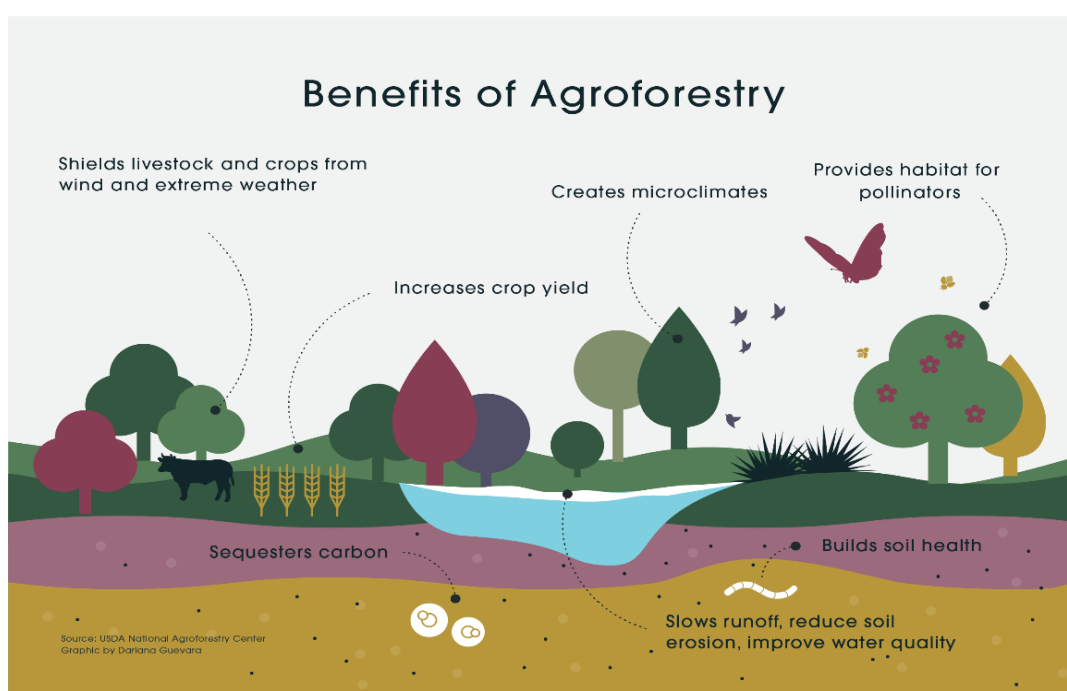 Benefits of Agroforestry
Shields livestock and crops from
wind and extreme weather
Creates microclimates
Provides habitat for
pollinators
Increases crop yield
Sequesters carbon
Builds soil health
Slows runoff, reduce soil
erosion, improve water quality
Source: USDA National Agroforestry Center
Graphic by Dariana Guevara